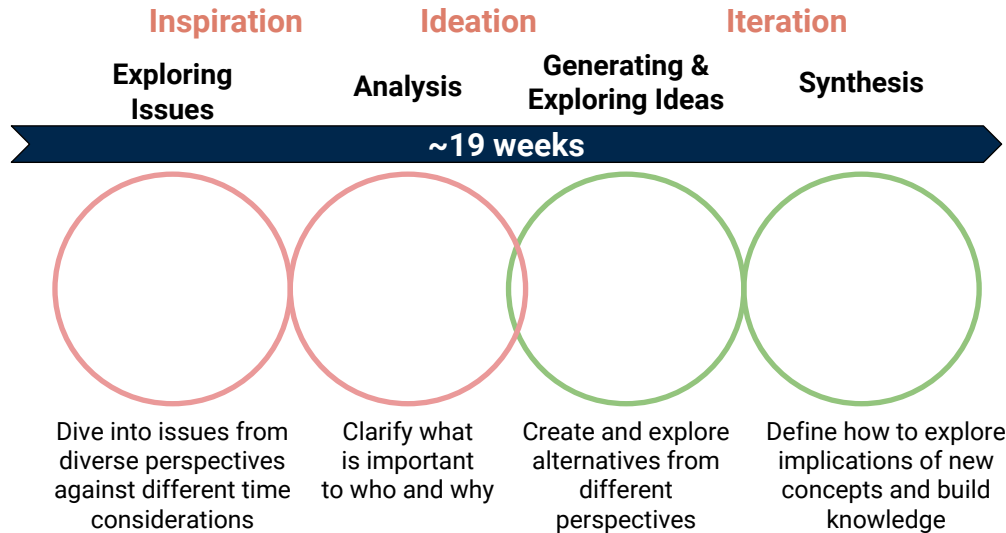 Inspiration
Ideation
Iteration
Exploring
Issues
Analysis
Generating &
Exploring Ideas
Synthesis
~19 weeks
Dive into issues from
diverse perspectives
against different time
considerations
Clarify what
is important
to who and why
Create and explore
alternatives from
different
perspectives
Define how to explore
implications of new
concepts and build
knowledge